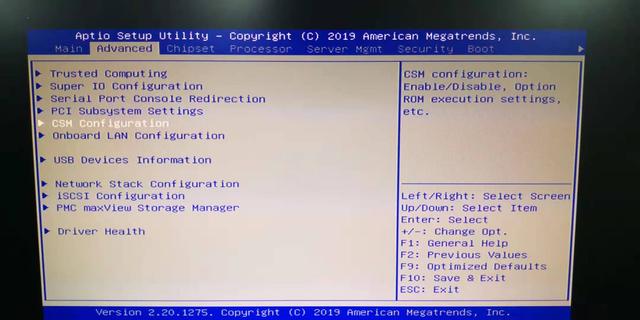 Aptio Setup Utility - Copyright (C) 2019 American Megatrends, Inc.
Main Advanced Chipset Processor Server Mgmt Security Boot
Trusted Computing
Super IO Configuration
Serial Port Console Redirection
PCI Subsystem Settings
CSM Configuration
Onboard LAN Configuration
USB Devices Information
Network Stack Configuration
iSCSI Configuration
PMC maxView Storage Manager
Driver Health
CSM configuration:
Enable/Disable, Option
ROM execution settings,
etc.
Left/Right: Select Screen
Up/Down: Select Item
Enter: Select
+/-: Change Opt.
F1: General Help
F2: Previous Values
F9: Optimized Defaults
F10: Save & Exit
ESC: Exit
Version 2.20.1275. Copyright (C) 2019 American Megatrends, Inc.